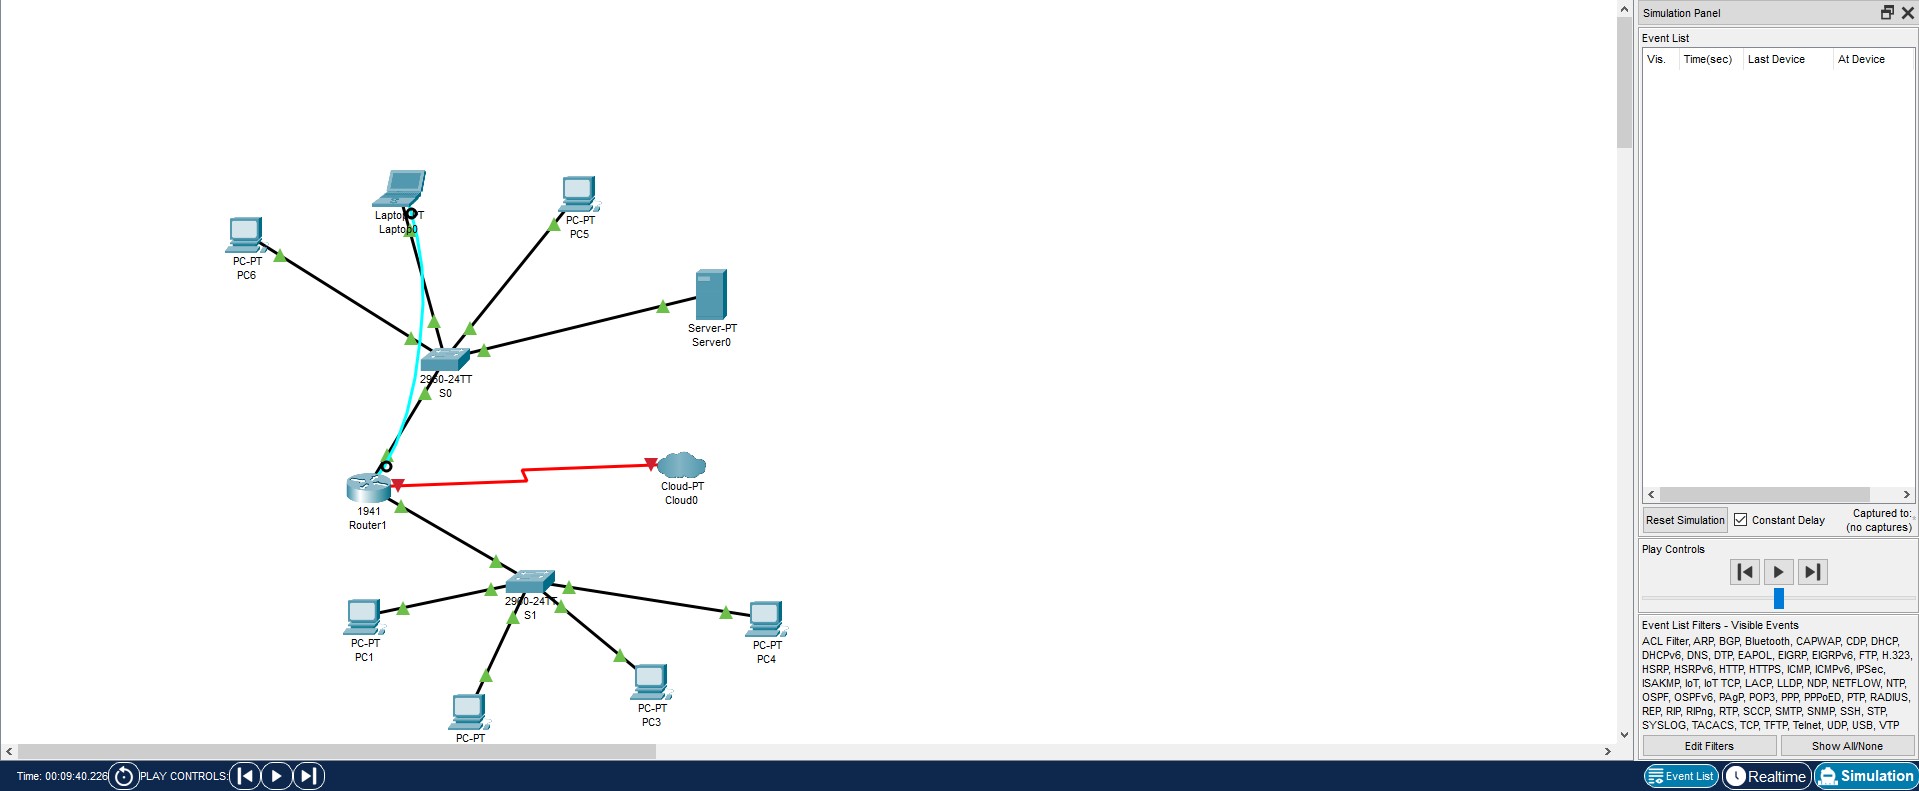 Simulation Panel
Event List
Vis. Time(sec) Last Device At Device
Laptop-PT
Laptop0
PC-PT
PC5
PC-PT
PC6
Server-PT
Server0
2960-24TT
S0
Cloud-PT
Cloud0
1941
Router1
2960-24TT
S1
PC-PT
PC1
PC-PT
PC4
PC-PT
PC3
PC-PT
Reset Simulation Constant Delay Captured to:
(no captures)
Play Controls
Event List Filters - Visible Events
ACL Filter, ARP, BGP, Bluetooth, CAPWAP, CDP, DHCP,
DHCPv6, DNS, DTP, EAPOL, EIGRP, EIGRPv6, FTP, H.323,
HSRP, HSRPv6, HTTP, HTTPS, ICMP, ICMPv6, IPSec,
ISAKMP, IoT, IoT TCP, LACP, LLDP, NDP, NETFLOW, NTP,
OSPF, OSPFv6, PAgP, POP3, PPP, PPPoED, PTP, RADIUS,
REP, RIP, RIPng, RTP, SCCP, SMTP, SNMP, SSH, STP,
SYSLOG, TACACS, TCP, TFTP, Telnet, UDP, USB, VTP
Edit Filters Show All/None
Time: 00:09:40.226 PLAY CONTROLS: Event List Realtime Simulation